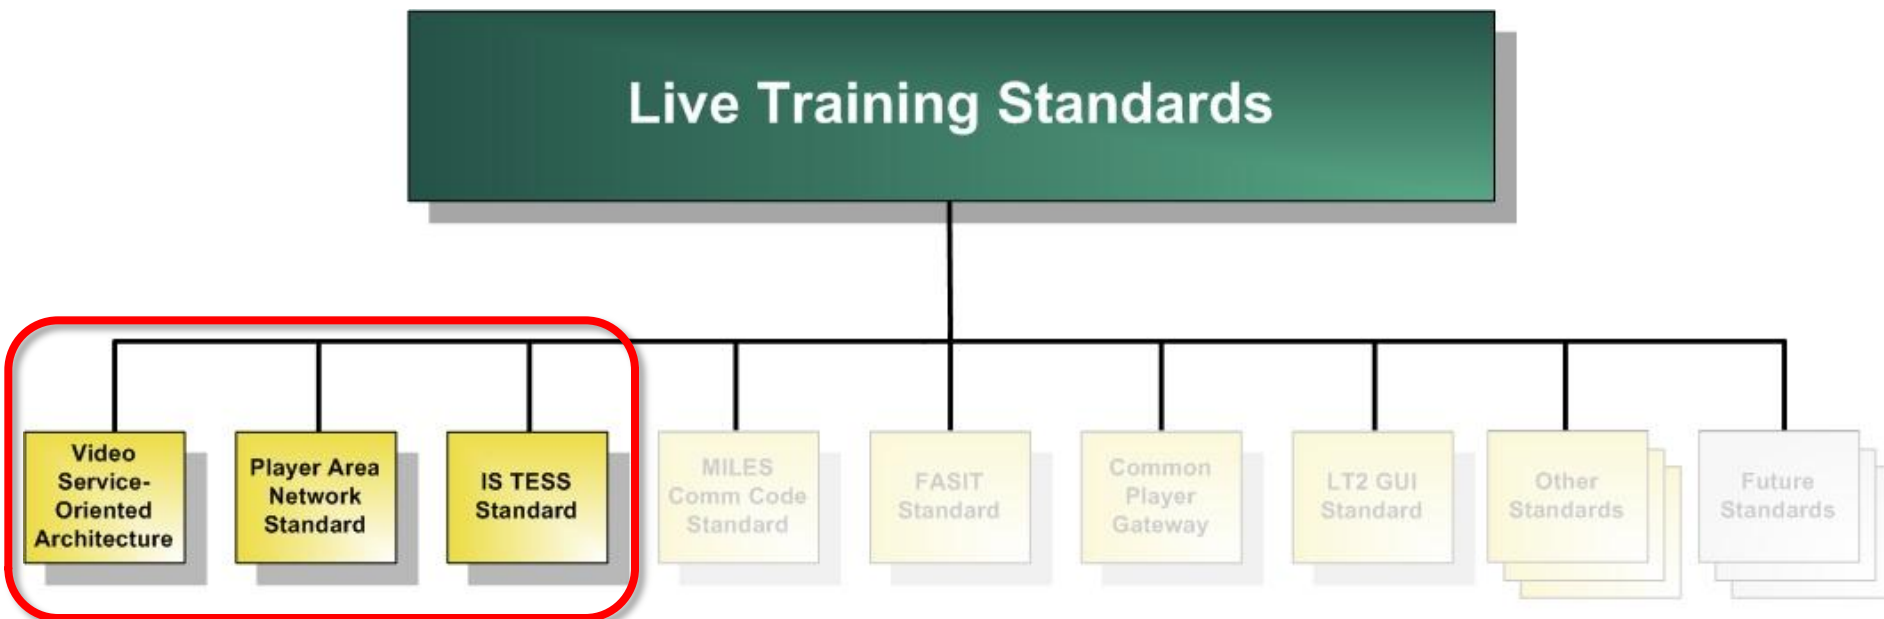 Live Training Standards
Video
Service-
Oriented
Architecture
Player Area
Network
Standard
IS TESS
Standard
MILES
Comm Code
Standard
FASIT
Standard
Common
Player
Gateway
LT2 GUI
Standard
Other
Standards
Future
Standards